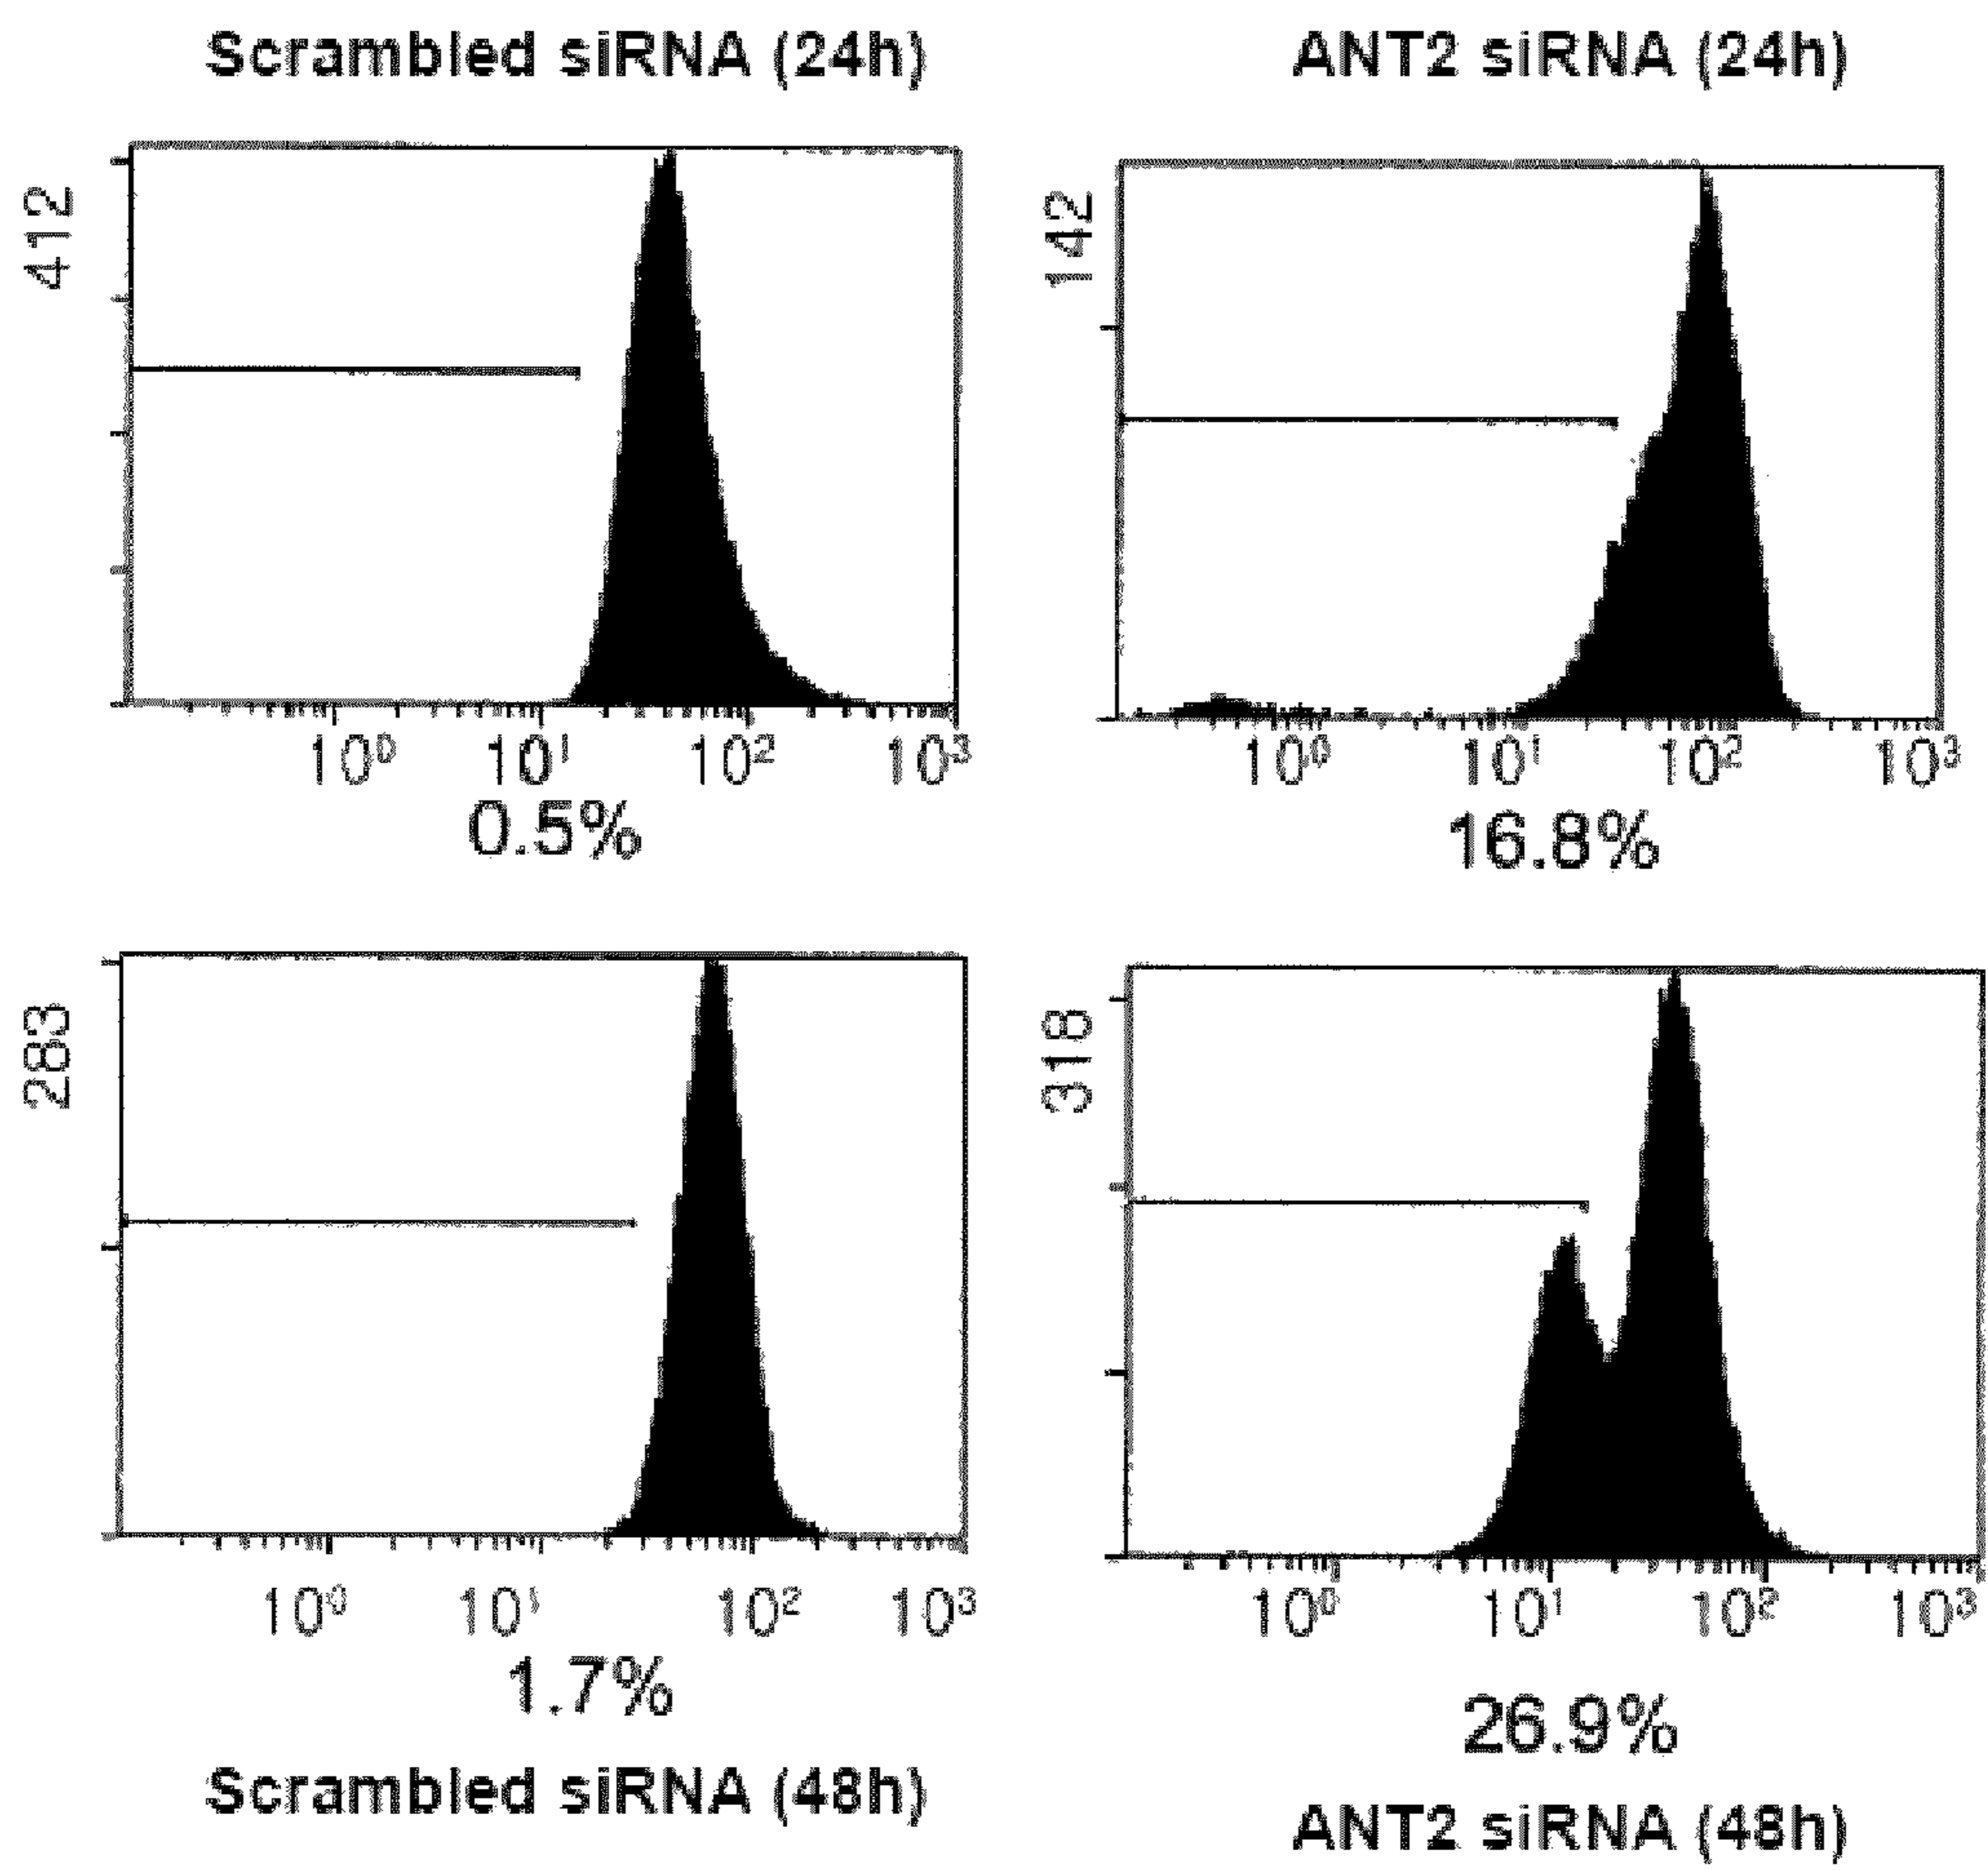 Scrambled siRNA (24h)
ANT2 siRNA (24h)
412
10⁰ 10¹ 10² 10³
0.5%
142
10⁰ 10¹ 10² 10³
16.8%
283
10⁰ 10¹ 10² 10³
1.7%
Scrambled siRNA (48h)
318
10⁰ 10¹ 10² 10³
26.9%
ANT2 siRNA (48h)